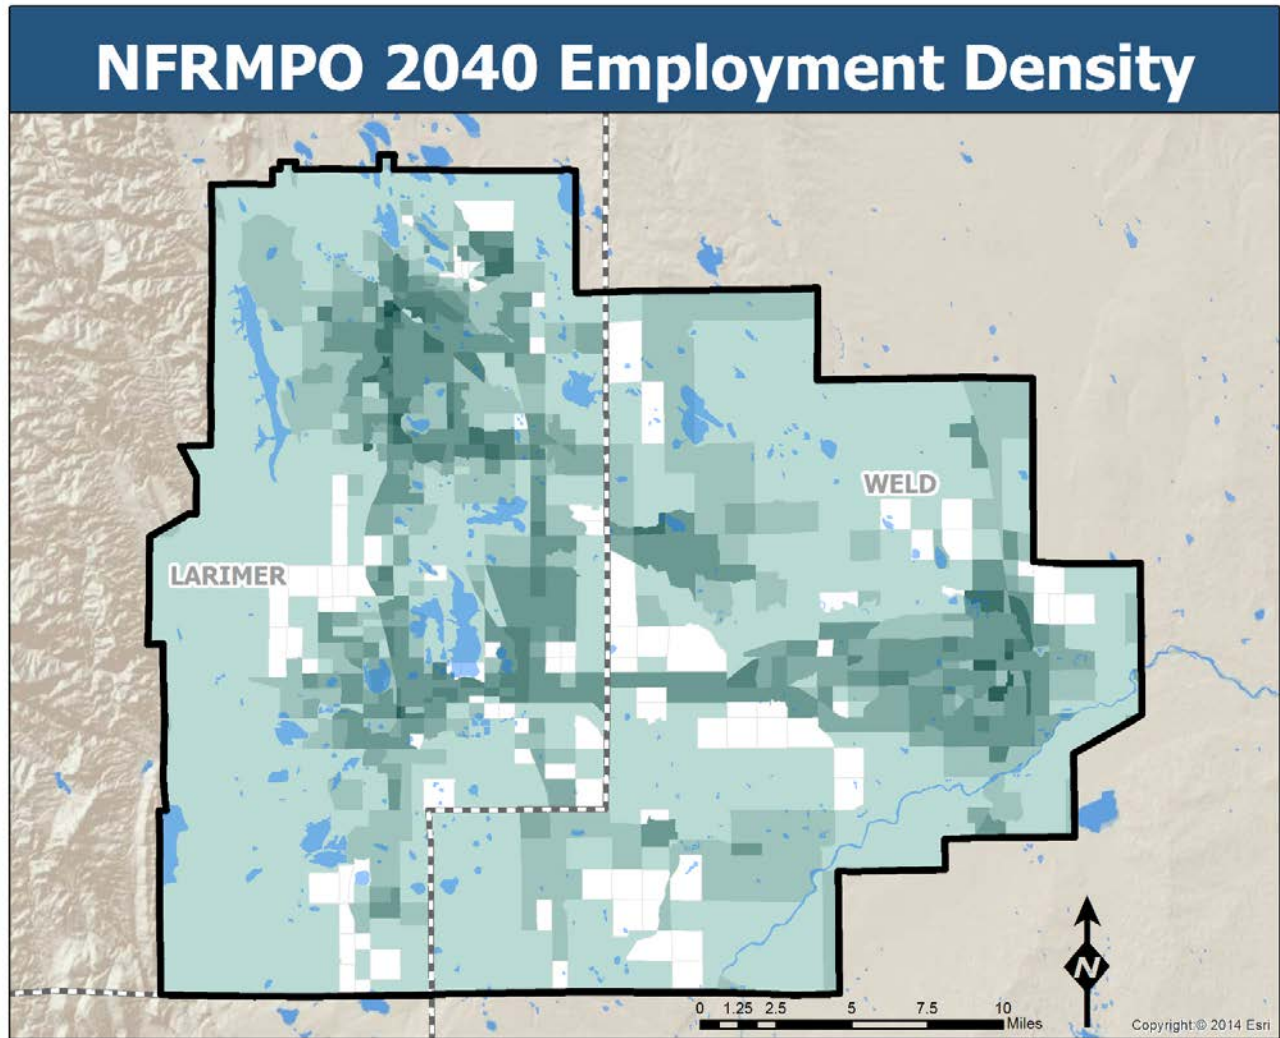 NFRMPO 2040 Employment Density
WELD
LARIMER
N
0 1.25 2.5 5 7.5 10
Miles
Copyright:© 2014 Esri